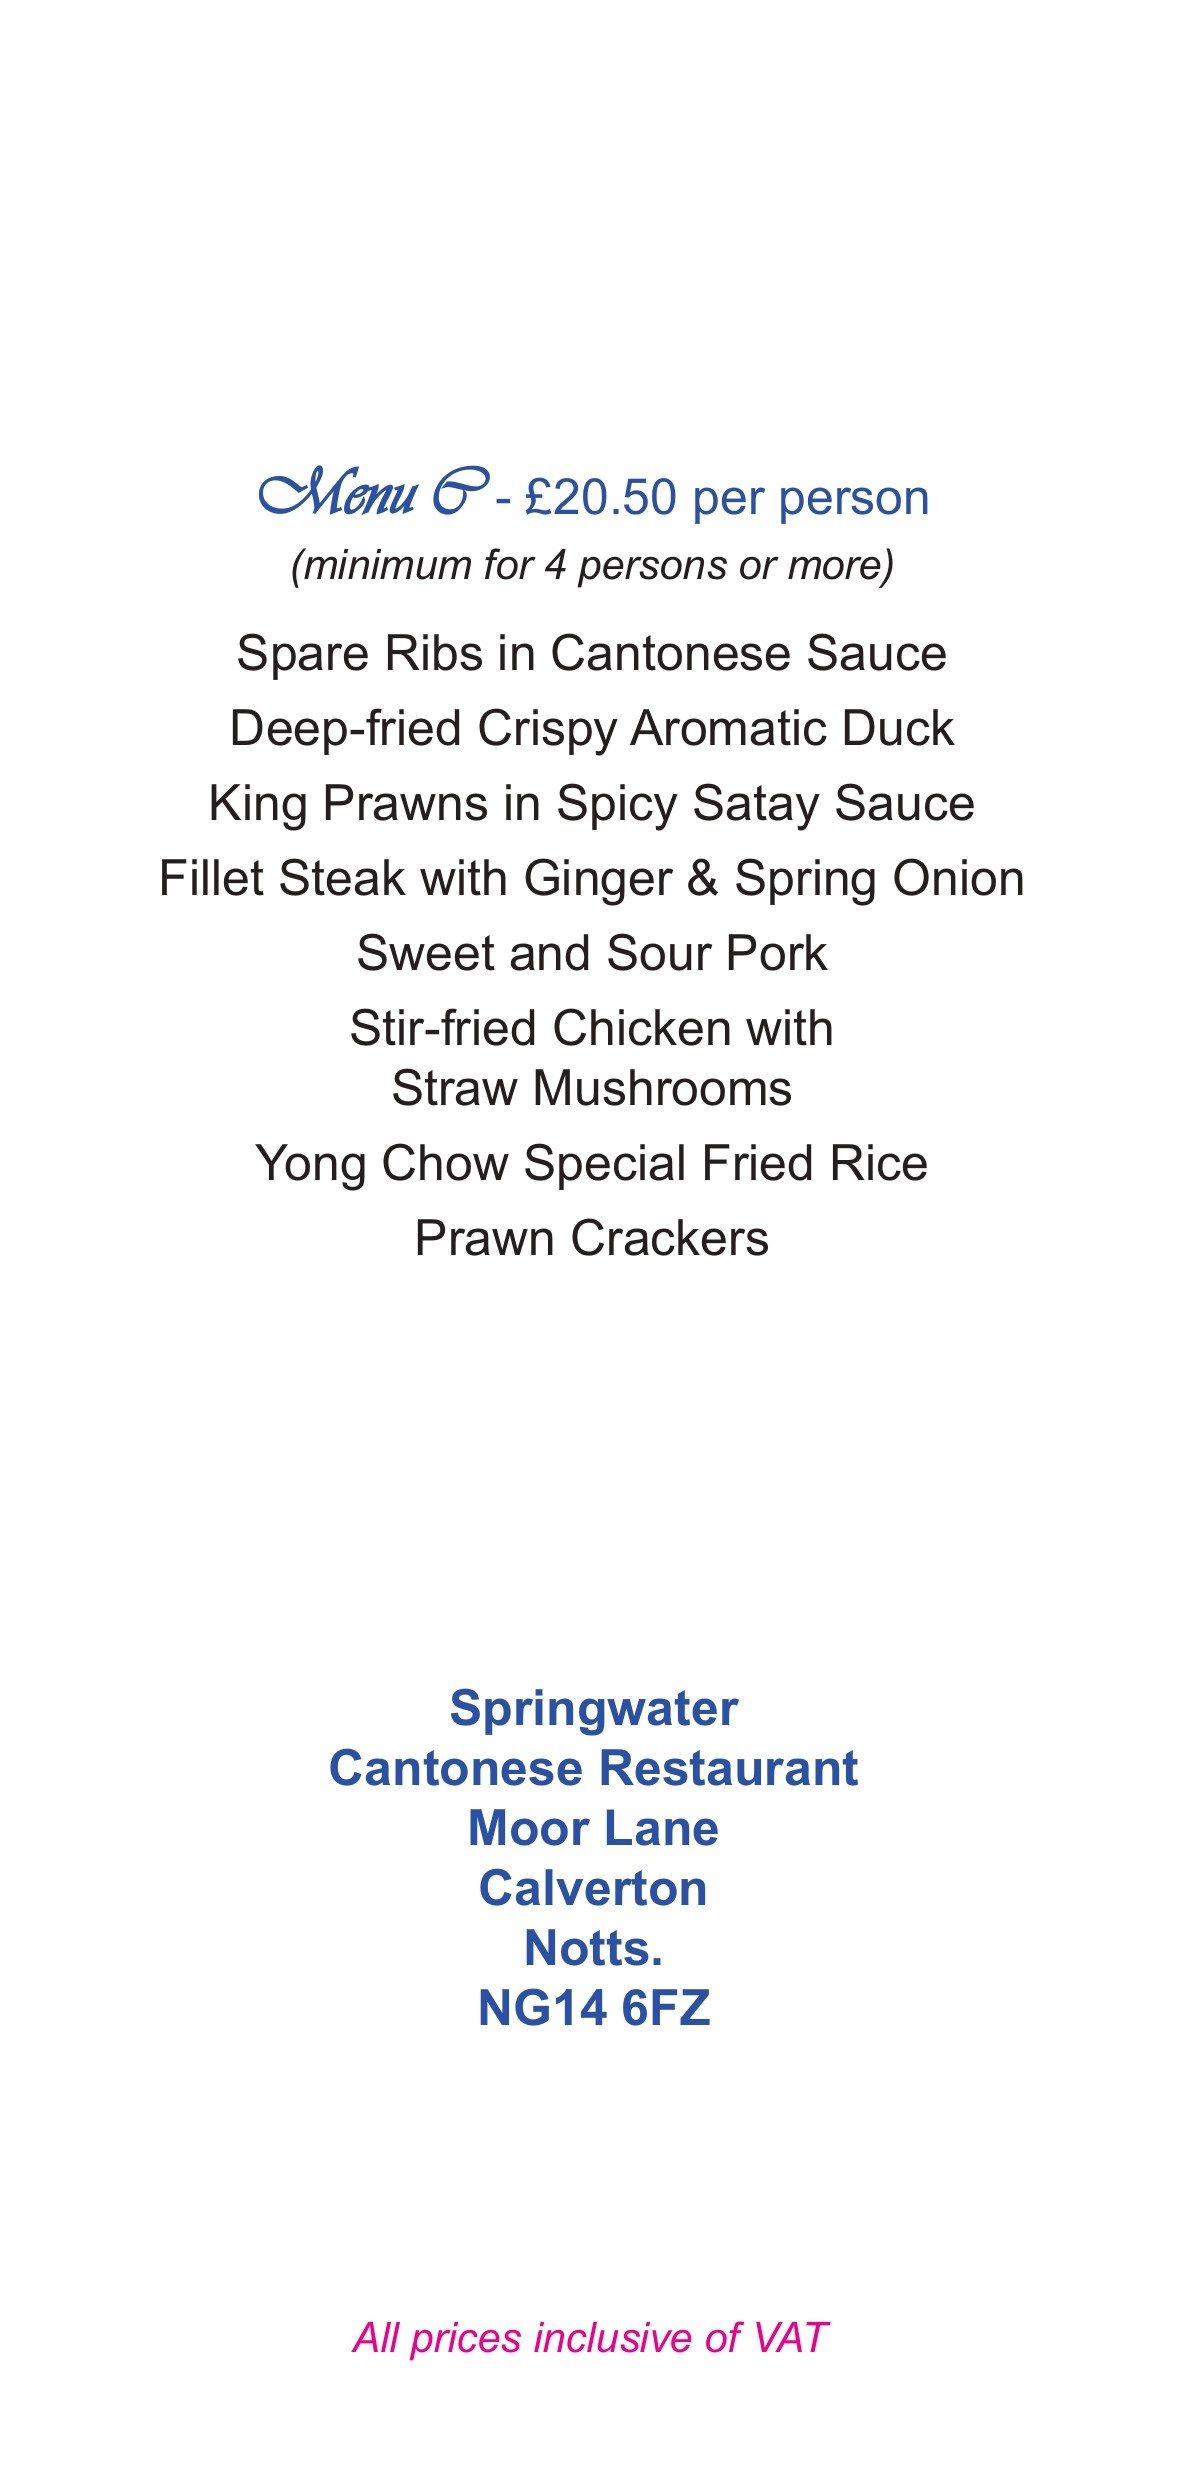 Menu C - £20.50 per person
(minimum for 4 persons or more)
Spare Ribs in Cantonese Sauce
Deep-fried Crispy Aromatic Duck
King Prawns in Spicy Satay Sauce
Fillet Steak with Ginger & Spring Onion
Sweet and Sour Pork
Stir-fried Chicken with
Straw Mushrooms
Yong Chow Special Fried Rice
Prawn Crackers
Springwater
Cantonese Restaurant
Moor Lane
Calverton
Notts.
NG14 6FZ
All prices inclusive of VAT